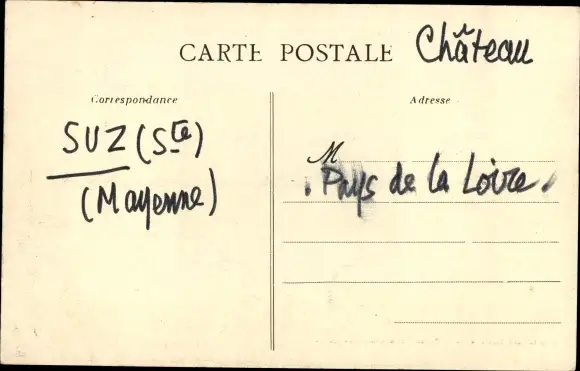 CARTE POSTALE
Château
Correspondance
Adresse
SUZ (Ste)
(Mayenne)
M
. Pays de la Loire.